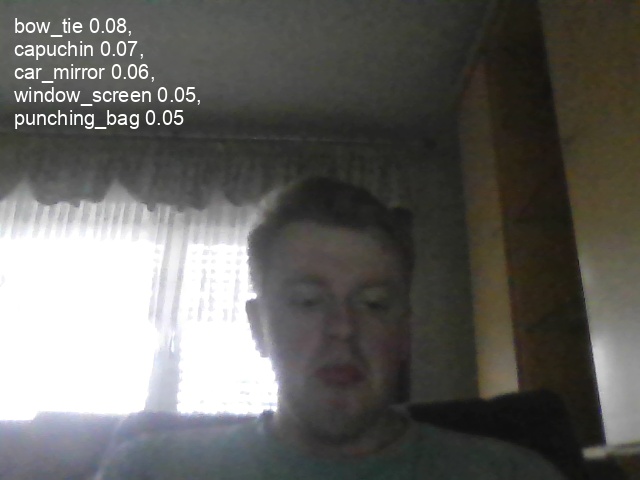 bow_tie 0.08,
capuchin 0.07,
car_mirror 0.06,
window_screen 0.05,
punching_bag 0.05